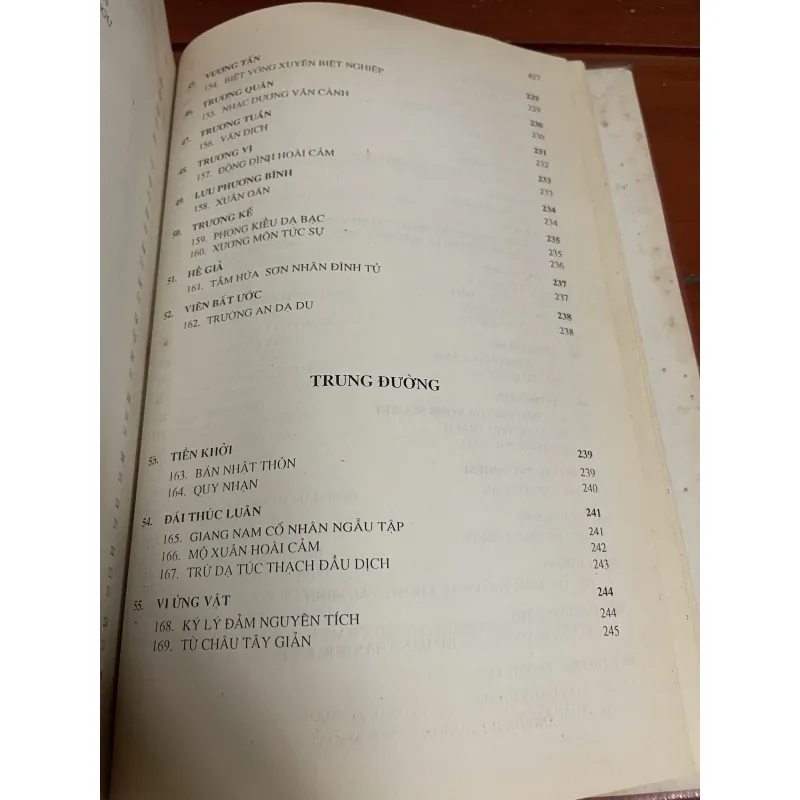 45. VƯƠNG TẤN
154. BIỆT VÕNG XUYÊN BIỆT NGHIỆP 227
46. TRƯƠNG QUÂN 229
155. NHẠC DƯƠNG VÃN CẢNH 229
47. TRƯƠNG TUẦN 230
156. VĂN DỊCH 230
48. TRƯƠNG VỊ 231
157. ĐỘNG ĐÌNH HOÀI CẢM 232
49. LƯU PHƯƠNG BÌNH 233
158. XUÂN OÁN 233
50. TRƯƠNG KẾ 234
159. PHONG KIỀU DẠ BẠC 234
160. XƯƠNG MÔN TỨC SỰ 235
235
51. HỀ GIẢ 236
161. TẦM HỨA SƠN NHÂN ĐÌNH TỬ 237
52. VIÊN BẤT ƯỚC 237
162. TRƯỜNG AN DẠ DU 238
238
TRUNG ĐƯỜNG
53. TIỀN KHỞI 239
163. BÁN NHẬT THÔN 239
164. QUY NHẠN 240
54. ĐÁI THÚC LUÂN 241
165. GIANG NAM CỐ NHÂN NGẪU TẬP 241
166. MỘ XUÂN HOÀI CẢM 242
167. TRỪ DẠ TÚC THẠCH ĐẦU DỊCH 243
55. VI ỨNG VẬT 244
168. KÝ LÝ ĐẢM NGUYÊN TÍCH 244
169. TỪ CHÂU TÂY GIẢN 245